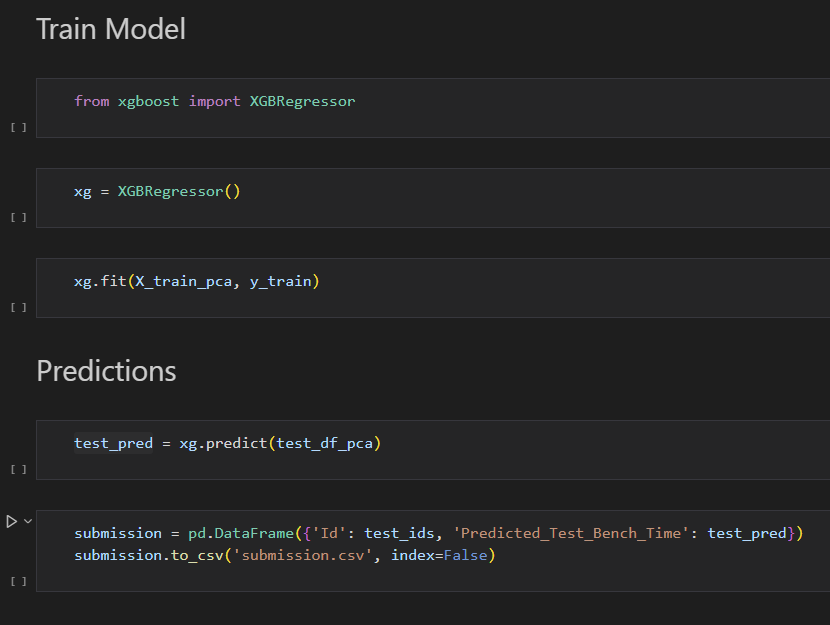 Train Model
from xgboost import XGBRegressor
[ ]
xg = XGBRegressor()
[ ]
xg.fit(X_train_pca, y_train)
[ ]
Predictions
test_pred = xg.predict(test_df_pca)
[ ]
submission = pd.DataFrame({'Id': test_ids, 'Predicted_Test_Bench_Time': test_pred})
submission.to_csv('submission.csv', index=False)
[ ]